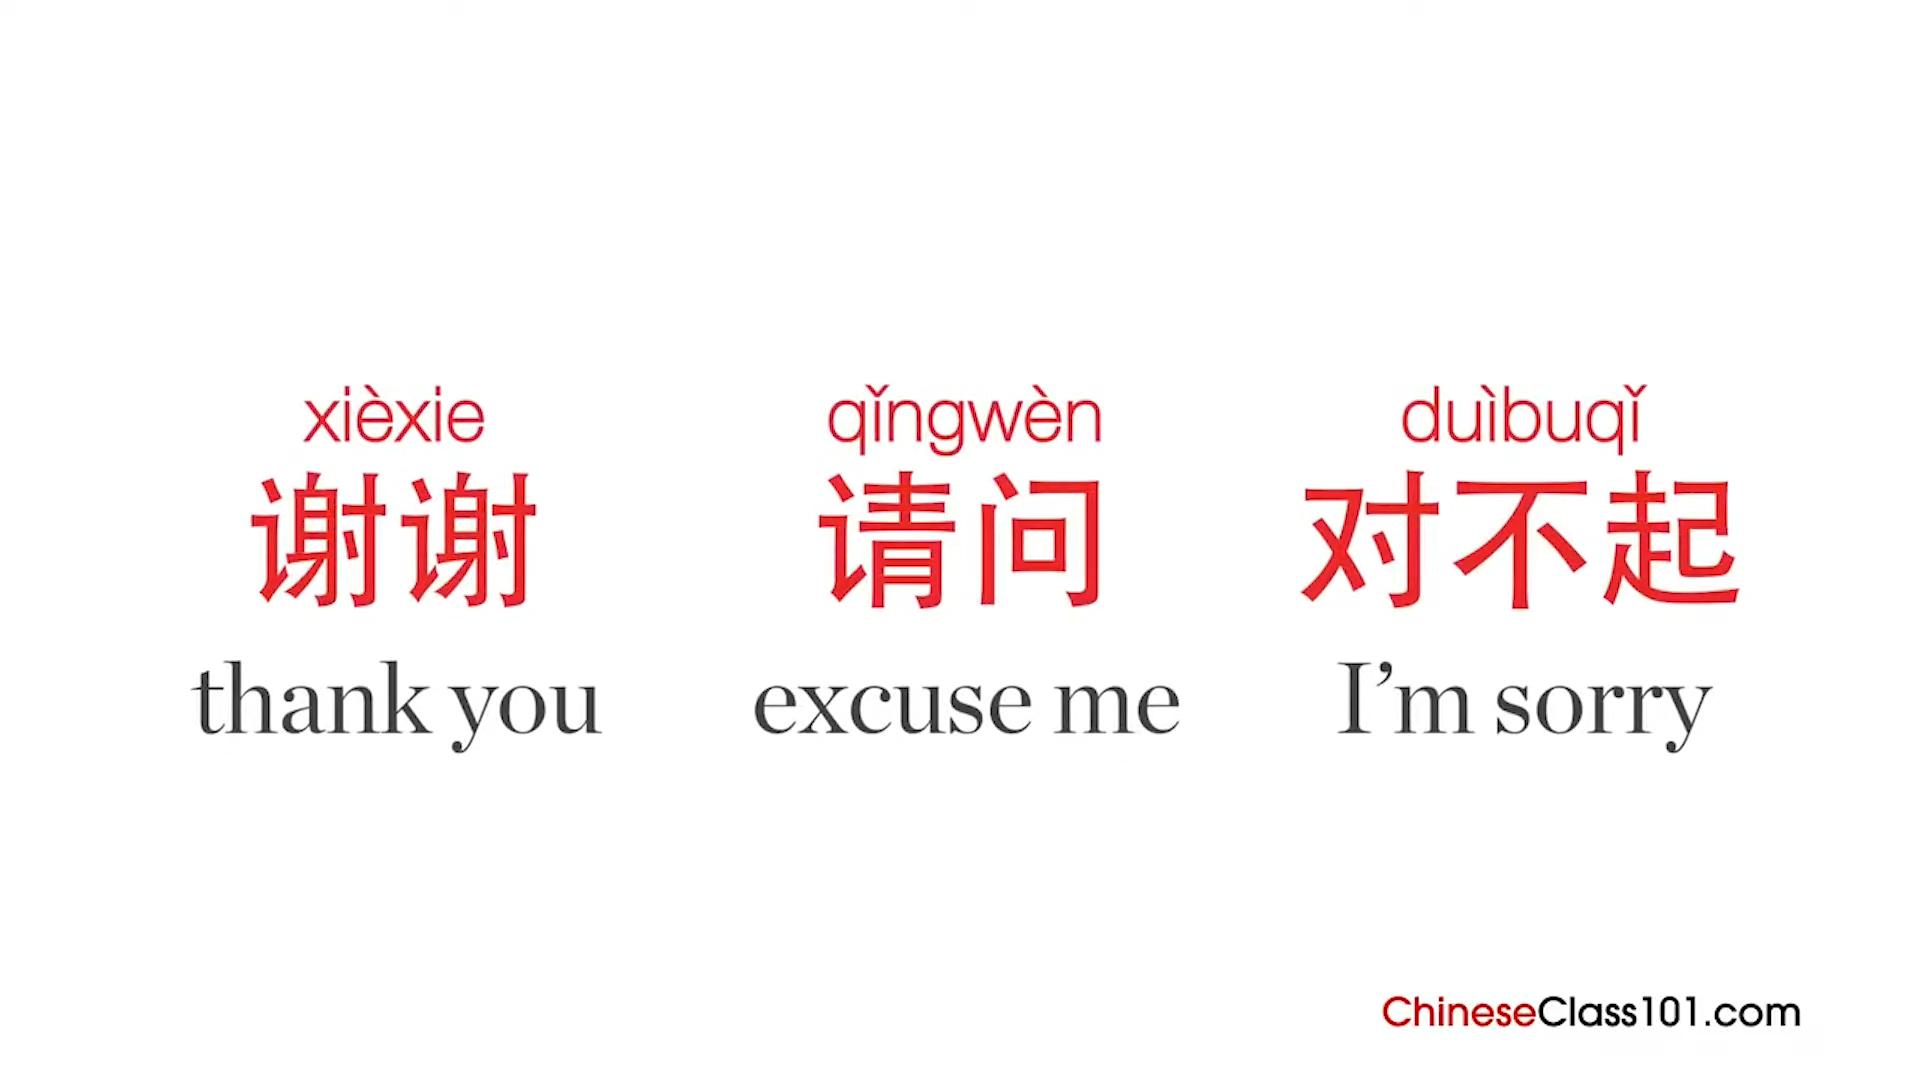 xièxie
谢谢
thank you
qǐngwèn
请问
excuse me
duìbuqǐ
对不起
I'm sorry
ChineseClass101.com